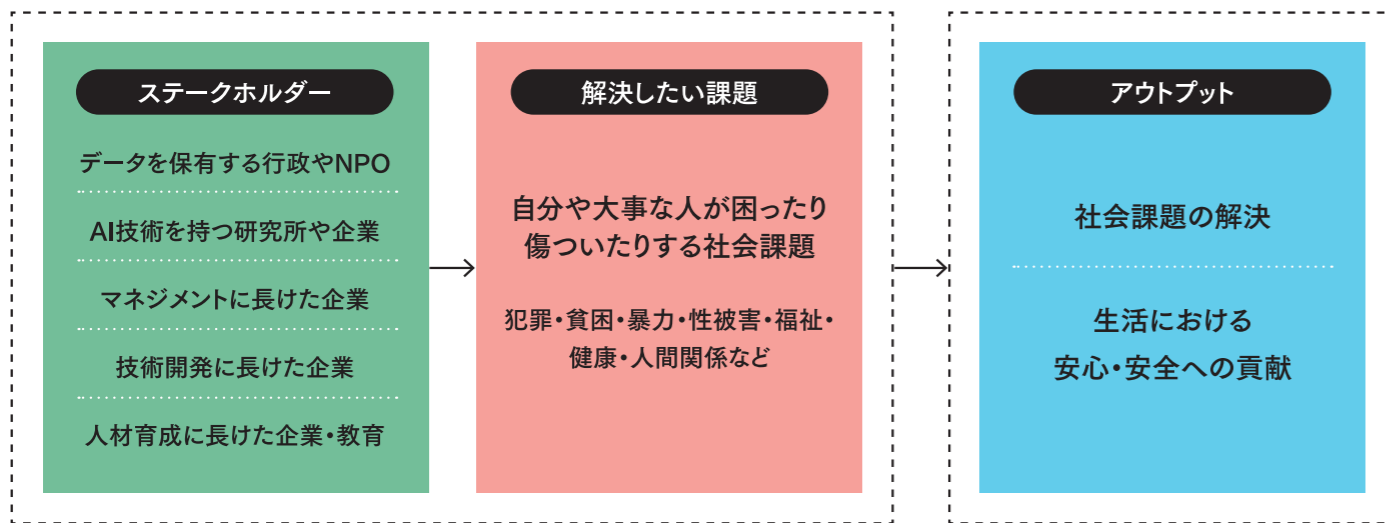 ステークホルダー
データを保有する行政やNPO
AI技術を持つ研究所や企業
マネジメントに長けた企業
技術開発に長けた企業
人材育成に長けた企業・教育
解決したい課題
自分や大事な人が困ったり
傷ついたりする社会課題
犯罪・貧困・暴力・性被害・福祉・
健康・人間関係など
アウトプット
社会課題の解決
生活における
安心・安全への貢献